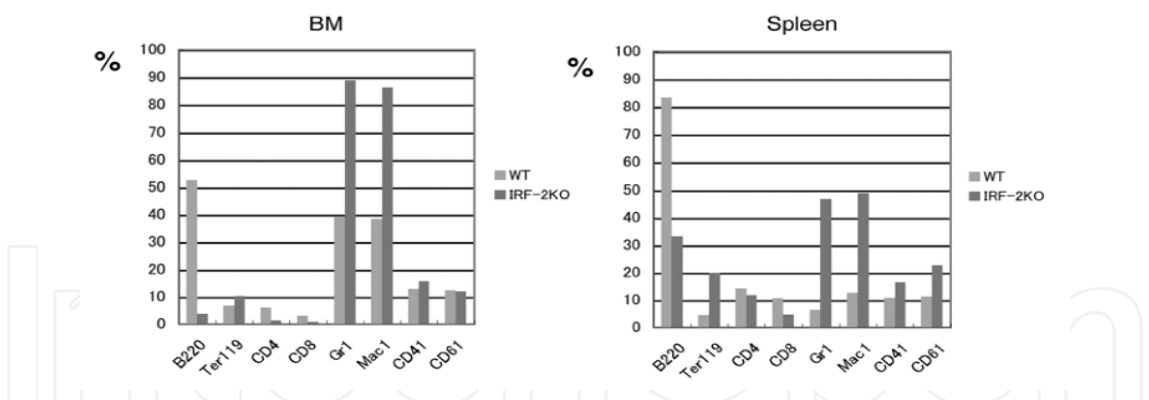 BM
%
100
90
80
70
60
50
40
30
20
10
0
B220
Ter119
CD4
CD8
Gr1
Mac1
CD41
CD61
WT
IRF-2KO
Spleen
%
100
90
80
70
60
50
40
30
20
10
0
B220
Ter119
CD4
CD8
Gr1
Mac1
CD41
CD61
WT
IRF-2KO